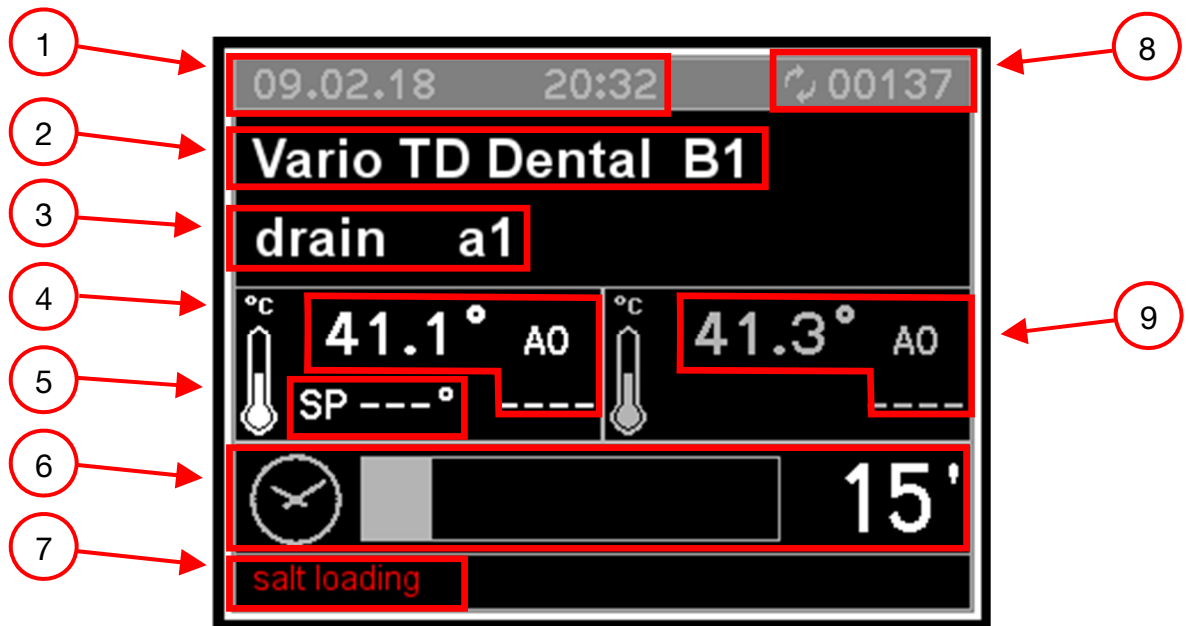 1
8
09.02.18 20:32 00137
2
Vario TD Dental B1
3
drain a1
4
°C 41.1° A0
°C 41.3° A0
9
5
SP ---° ----
----
6
15'
7
salt loading